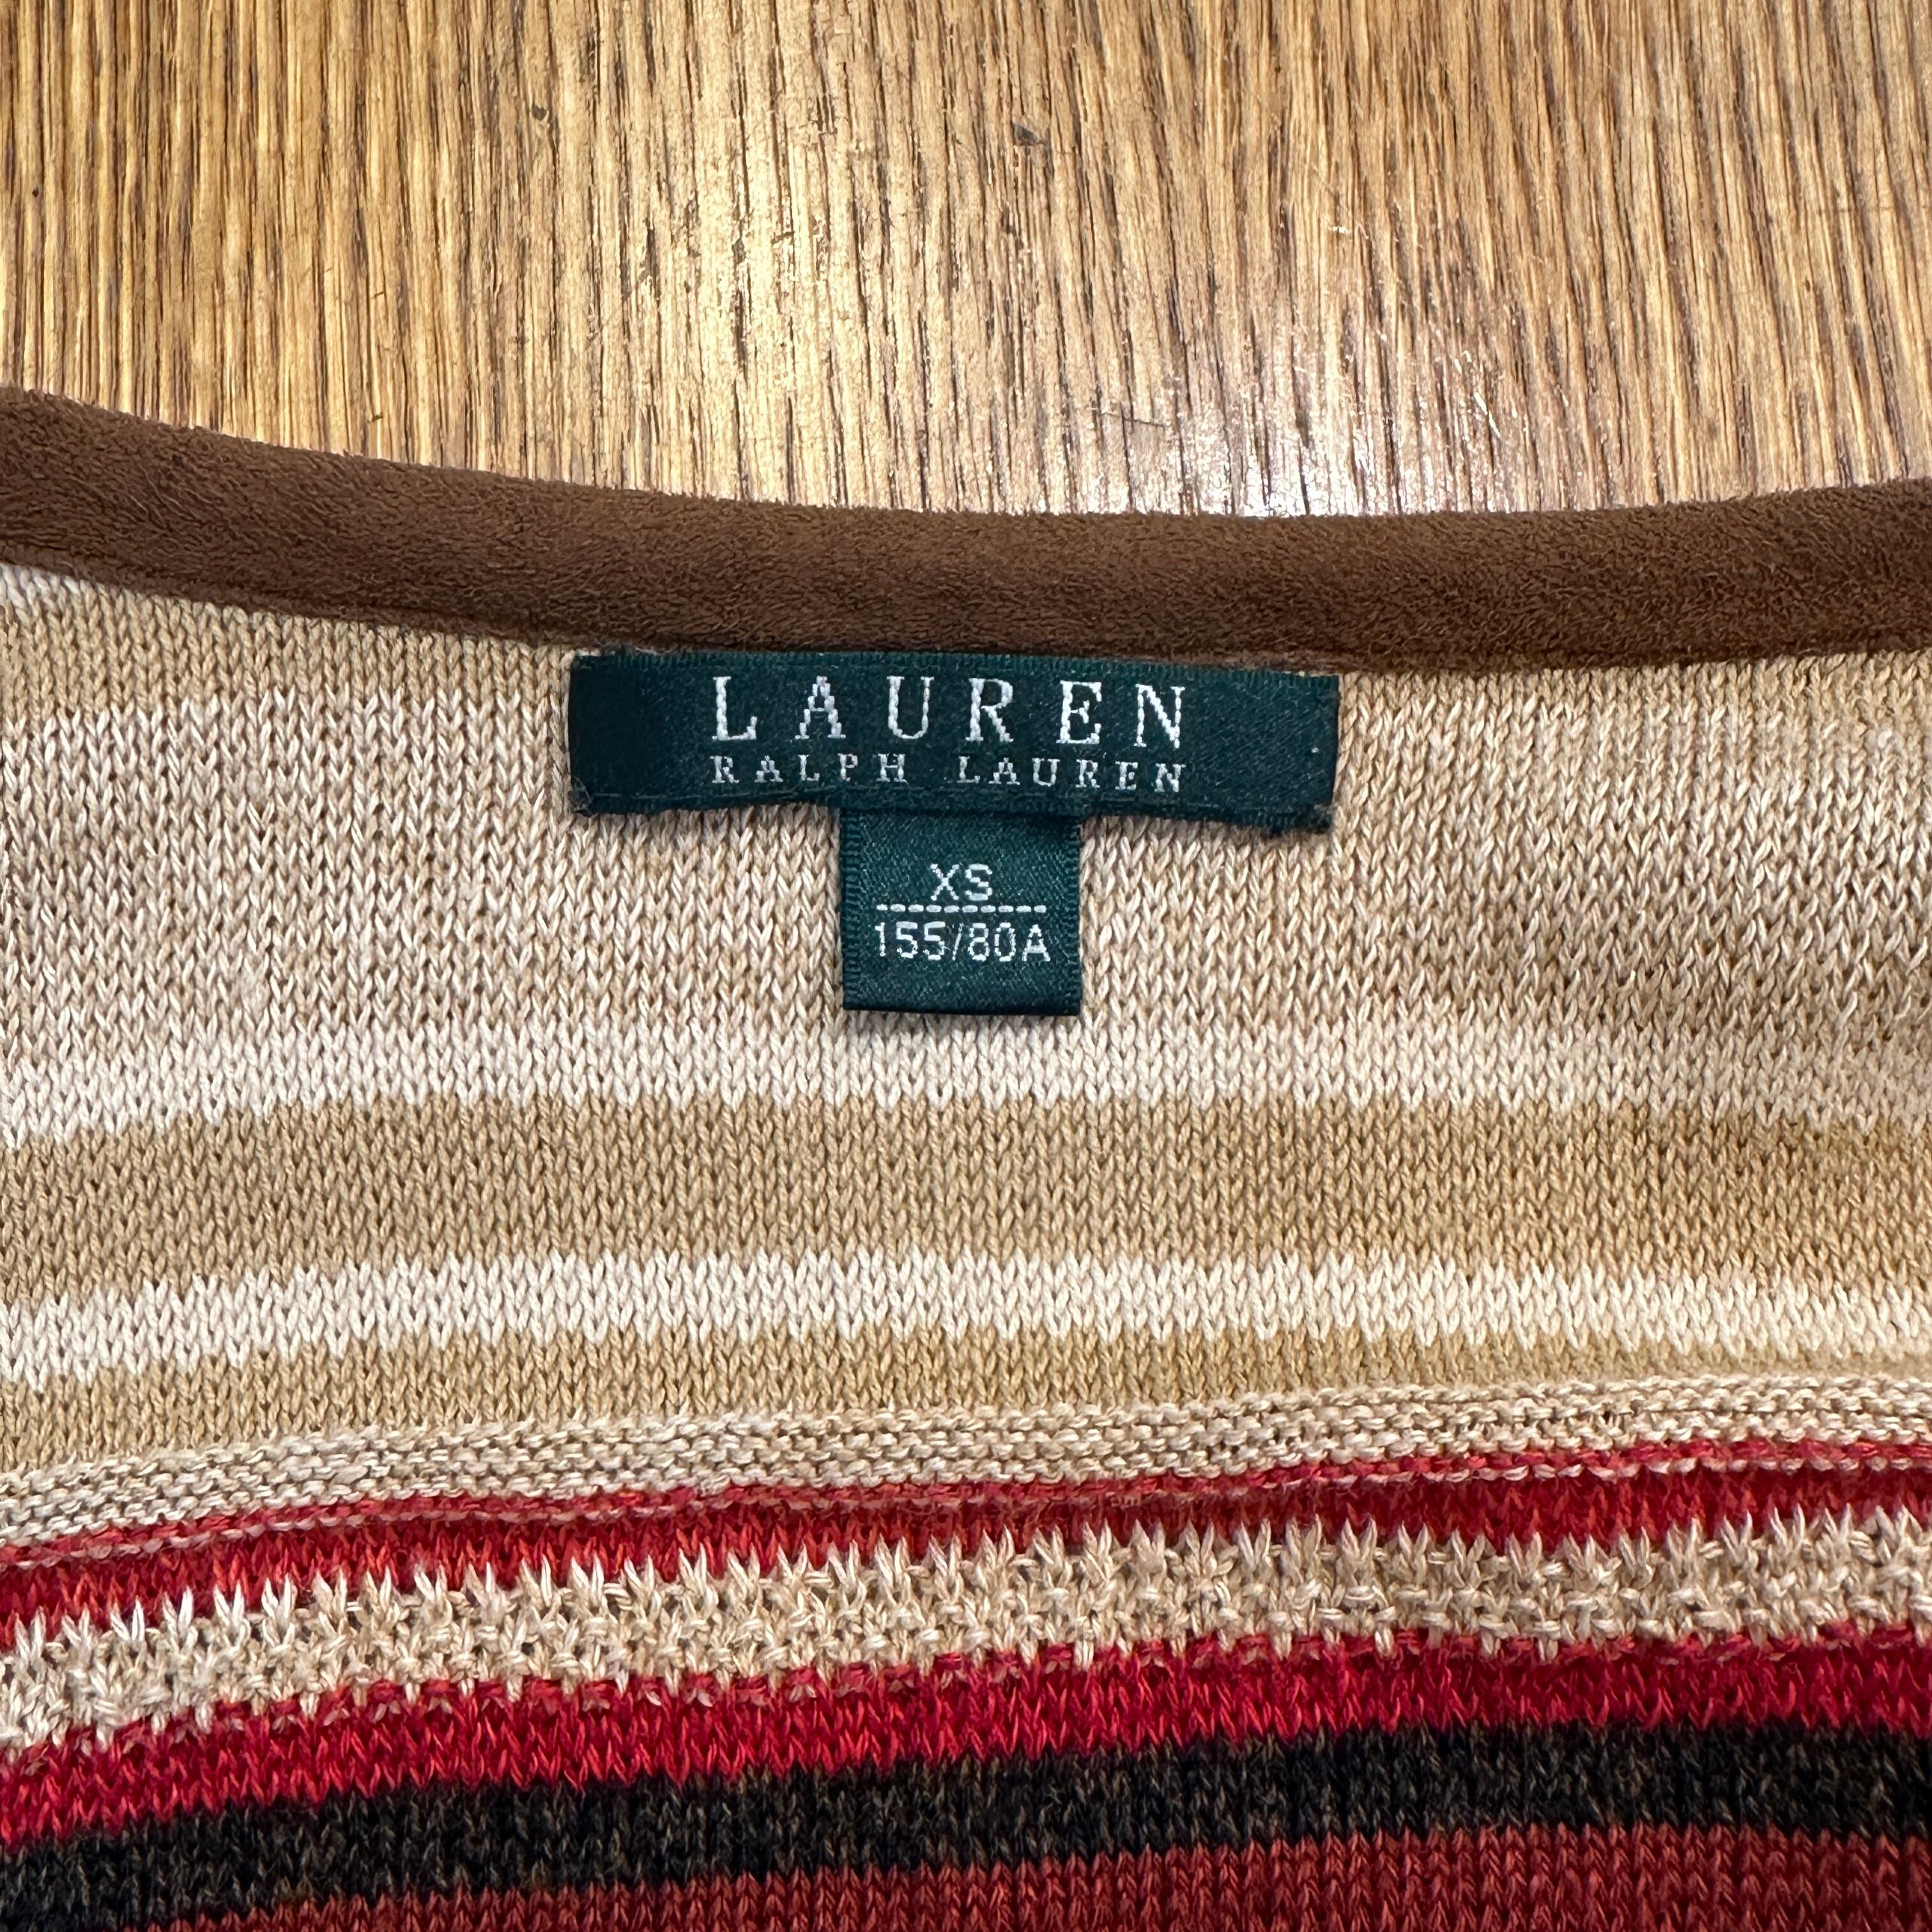 LAUREN
RALPH LAUREN
XS
155/80A